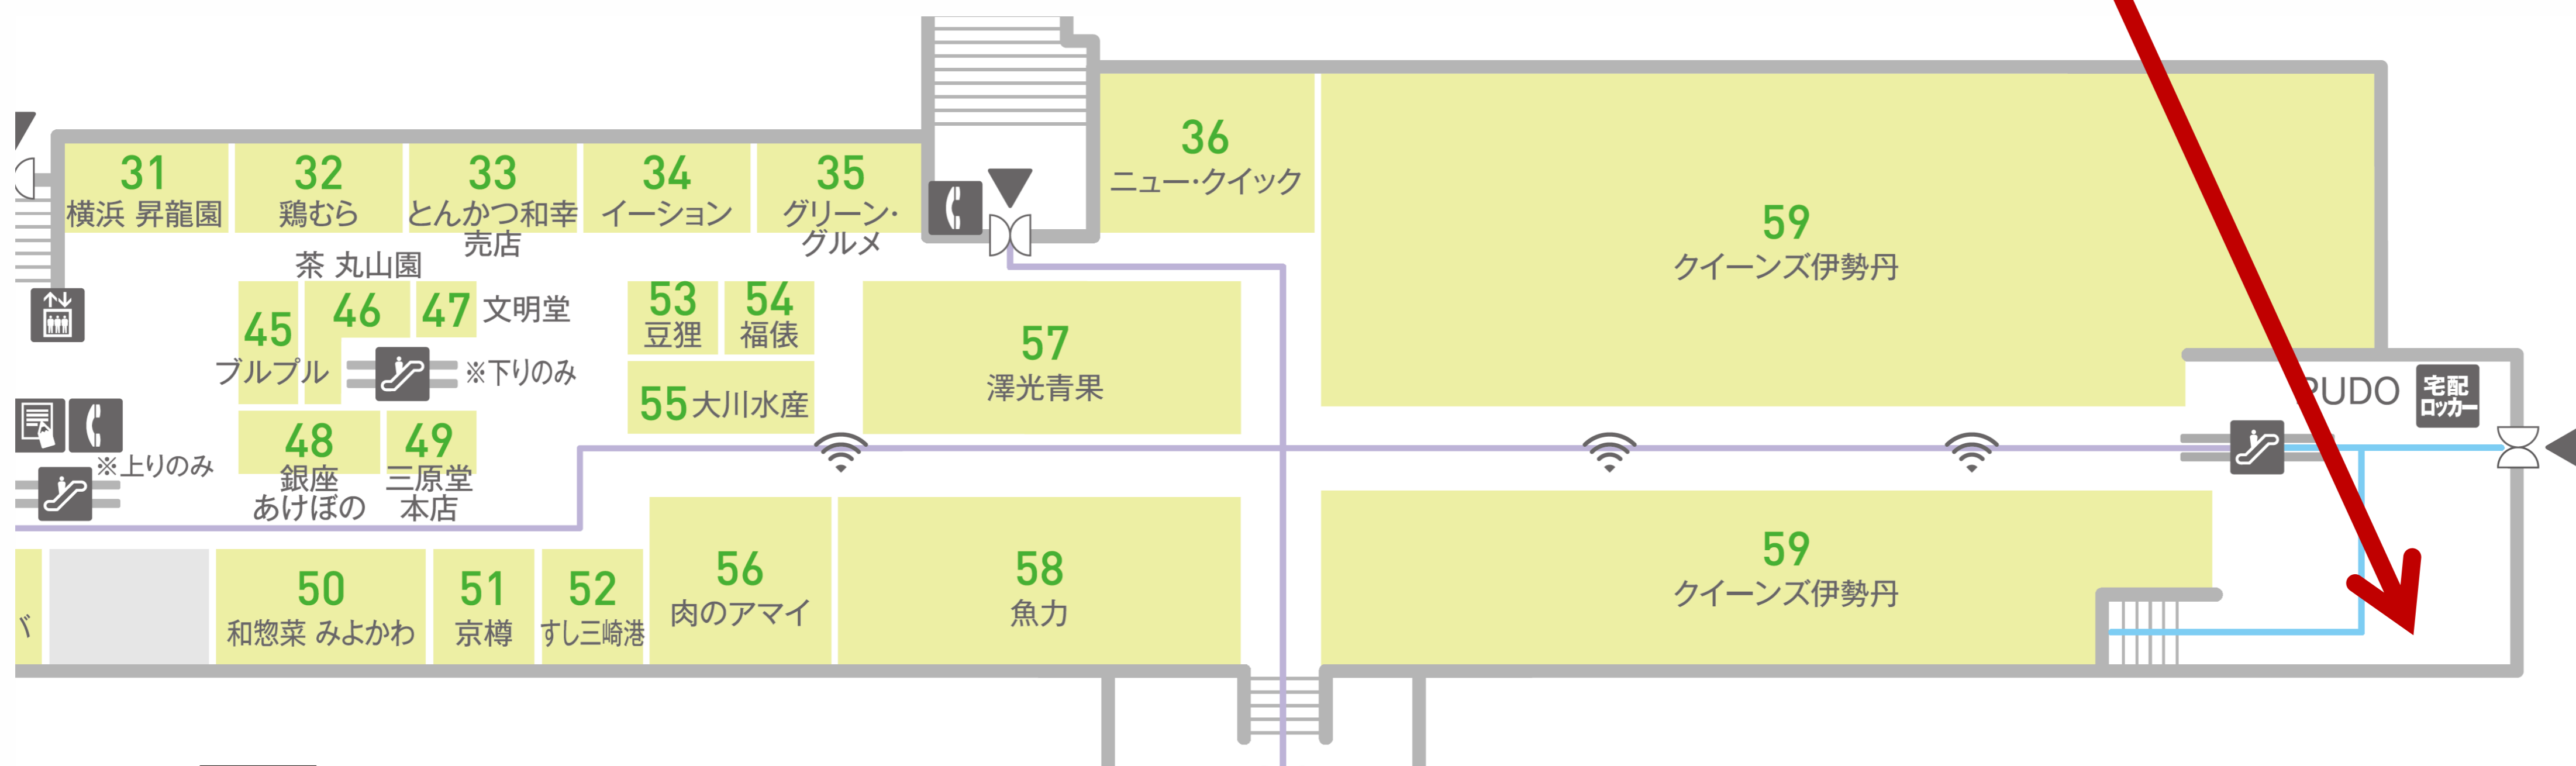 31
横浜 昇龍園
32
鶏むら
33
とんかつ和幸
売店
34
イーション
35
グリーン・
グルメ
36
ニュー・クイック
59
クイーンズ伊勢丹
茶 丸山園
45
ブルプル
46
47 文明堂
※下りのみ
53
豆狸
54
福俵
55 大川水産
57
澤光青果
PUDO
宅配
ロッカー
※上りのみ
48
銀座
あけぼの
49
三原堂
本店
バ
50
和惣菜 みよかわ
51
京樽
52
すし三崎港
56
肉のアマイ
58
魚力
59
クイーンズ伊勢丹